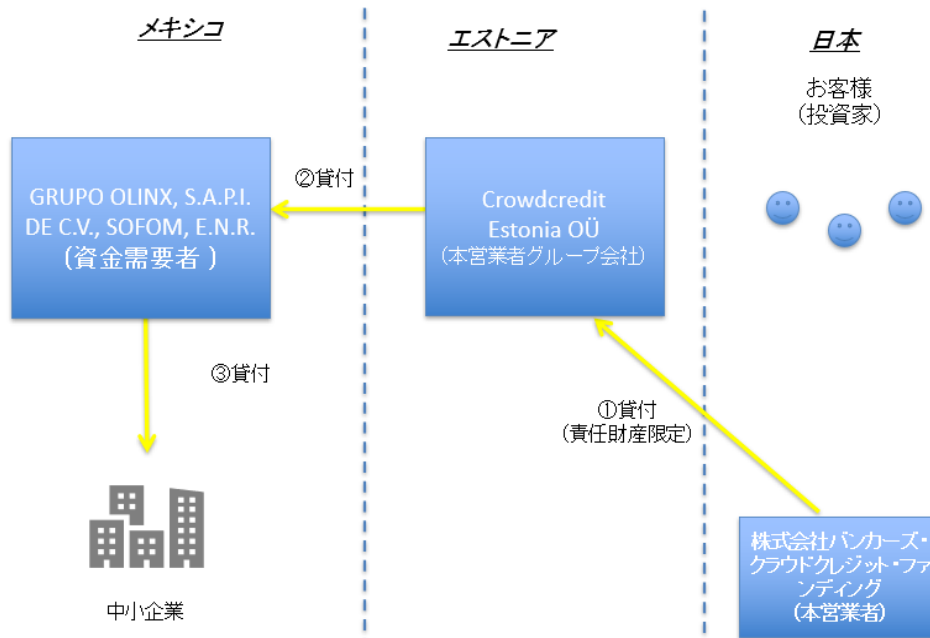 メキシコ
エストニア
日本
お客様
(投資家)
GRUPO OLINX, S.A.P.I.
DE C.V., SOFOM, E.N.R.
(資金需要者 )
②貸付
Crowdcredit
Estonia OÜ
(本営業者グループ会社)
③貸付
①貸付
(責任財産限定)
中小企業
株式会社バンカーズ・
クラウドクレジット・ファ
ンディング
(本営業者)